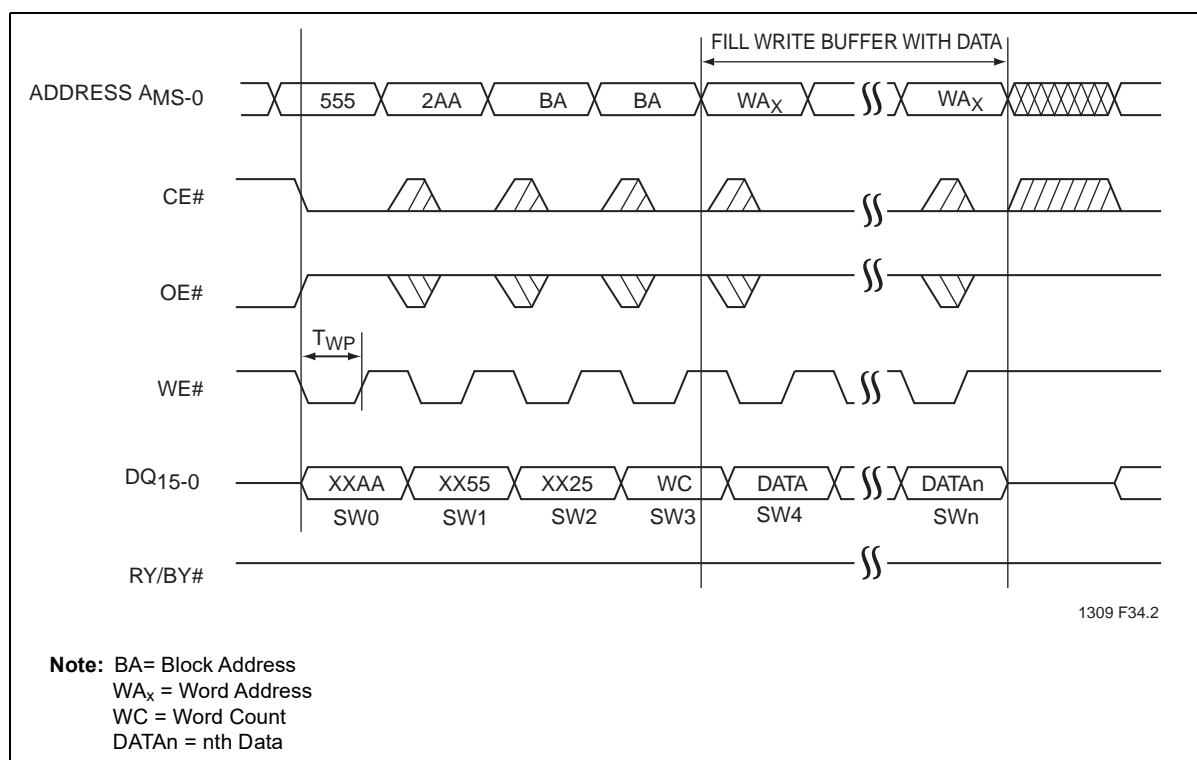 FILL WRITE BUFFER WITH DATA
ADDRESS AMS-0
555 2AA BA BA WAX WAX
CE#
OE#
TWP
WE#
DQ15-0
XXAA XX55 XX25 WC DATA DATAn
SW0 SW1 SW2 SW3 SW4 SWn
RY/BY#
1309 F34.2
Note: BA= Block Address
WAx = Word Address
WC = Word Count
DATAn = nth Data